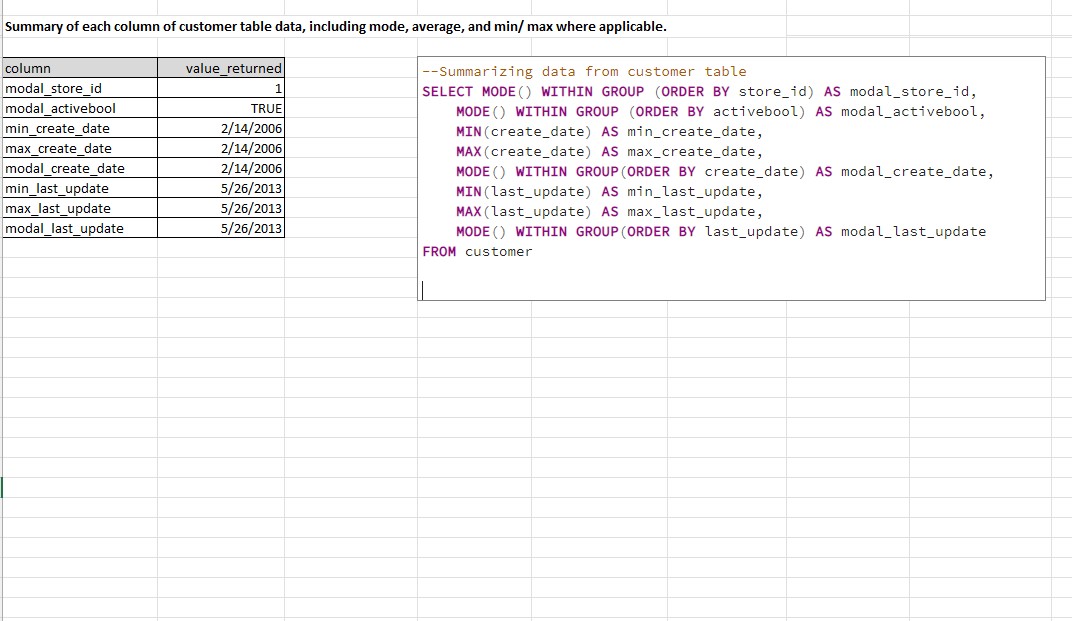 Summary of each column of customer table data, including mode, average, and min/ max where applicable.
column value_returned
modal_store_id 1
modal_activebool TRUE
min_create_date 2/14/2006
max_create_date 2/14/2006
modal_create_date 2/14/2006
min_last_update 5/26/2013
max_last_update 5/26/2013
modal_last_update 5/26/2013
--Summarizing data from customer table
SELECT MODE() WITHIN GROUP (ORDER BY store_id) AS modal_store_id,
MODE() WITHIN GROUP (ORDER BY activebool) AS modal_activebool,
MIN(create_date) AS min_create_date,
MAX(create_date) AS max_create_date,
MODE() WITHIN GROUP(ORDER BY create_date) AS modal_create_date,
MIN(last_update) AS min_last_update,
MAX(last_update) AS max_last_update,
MODE() WITHIN GROUP(ORDER BY last_update) AS modal_last_update
FROM customer